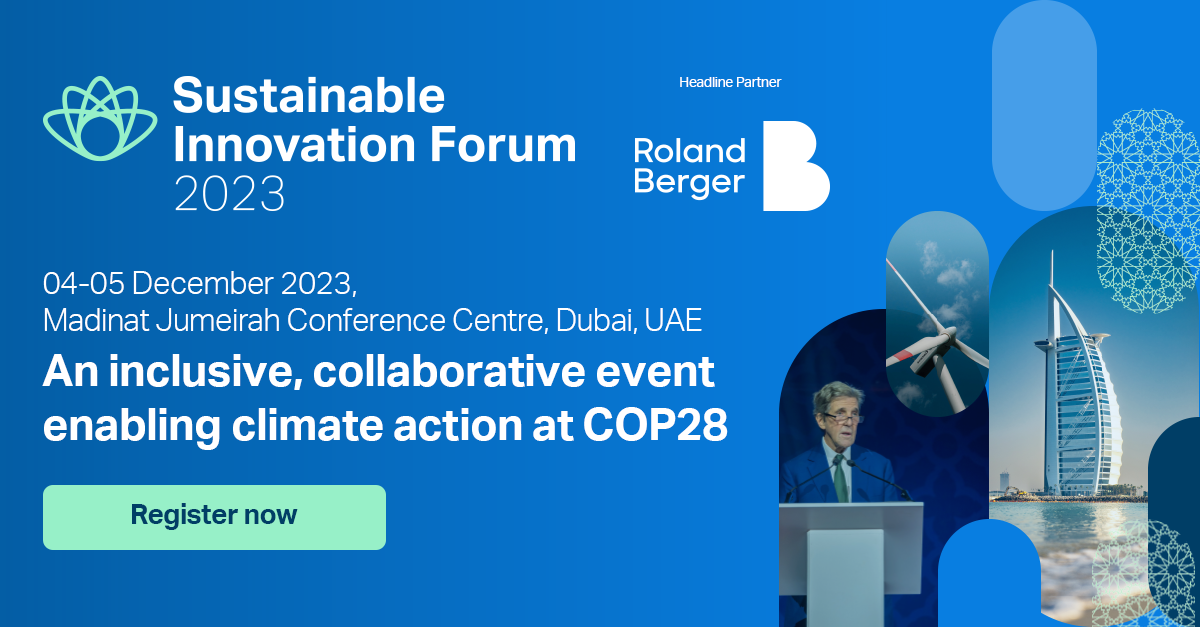 Sustainable
Innovation Forum
2023
Headline Partner
Roland
Berger
04-05 December 2023,
Madinat Jumeirah Conference Centre, Dubai, UAE
An inclusive, collaborative event
enabling climate action at COP28
Register now